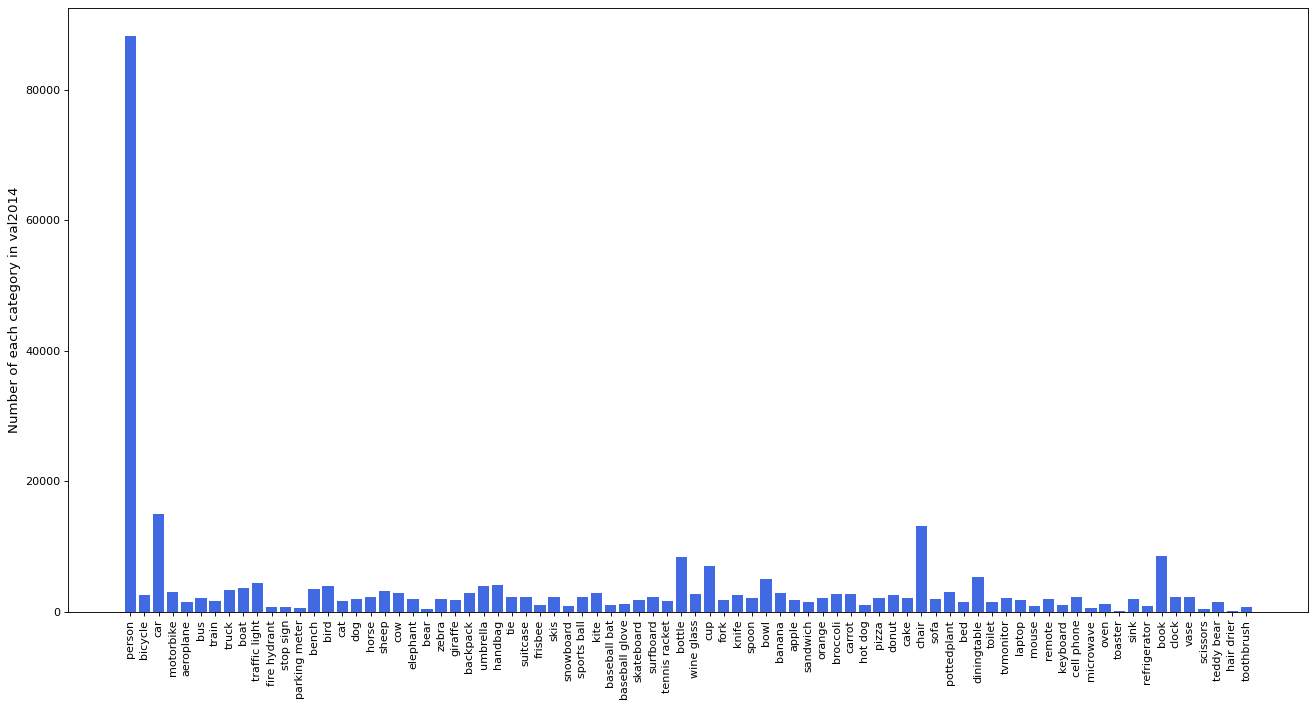 Number of each category in val2014
80000
60000
40000
20000
0
person
bicycle
car
motorbike
aeroplane
bus
train
truck
boat
traffic light
fire hydrant
stop sign
parking meter
bench
bird
cat
dog
horse
sheep
cow
elephant
bear
zebra
giraffe
backpack
umbrella
handbag
tie
suitcase
frisbee
skis
snowboard
sports ball
kite
baseball bat
baseball glove
skateboard
surfboard
tennis racket
bottle
wine glass
cup
fork
knife
spoon
bowl
banana
apple
sandwich
orange
broccoli
carrot
hot dog
pizza
donut
cake
chair
sofa
pottedplant
bed
diningtable
toilet
tvmonitor
laptop
mouse
remote
keyboard
cell phone
microwave
oven
toaster
sink
refrigerator
book
clock
vase
scissors
teddy bear
hair drier
toothbrush